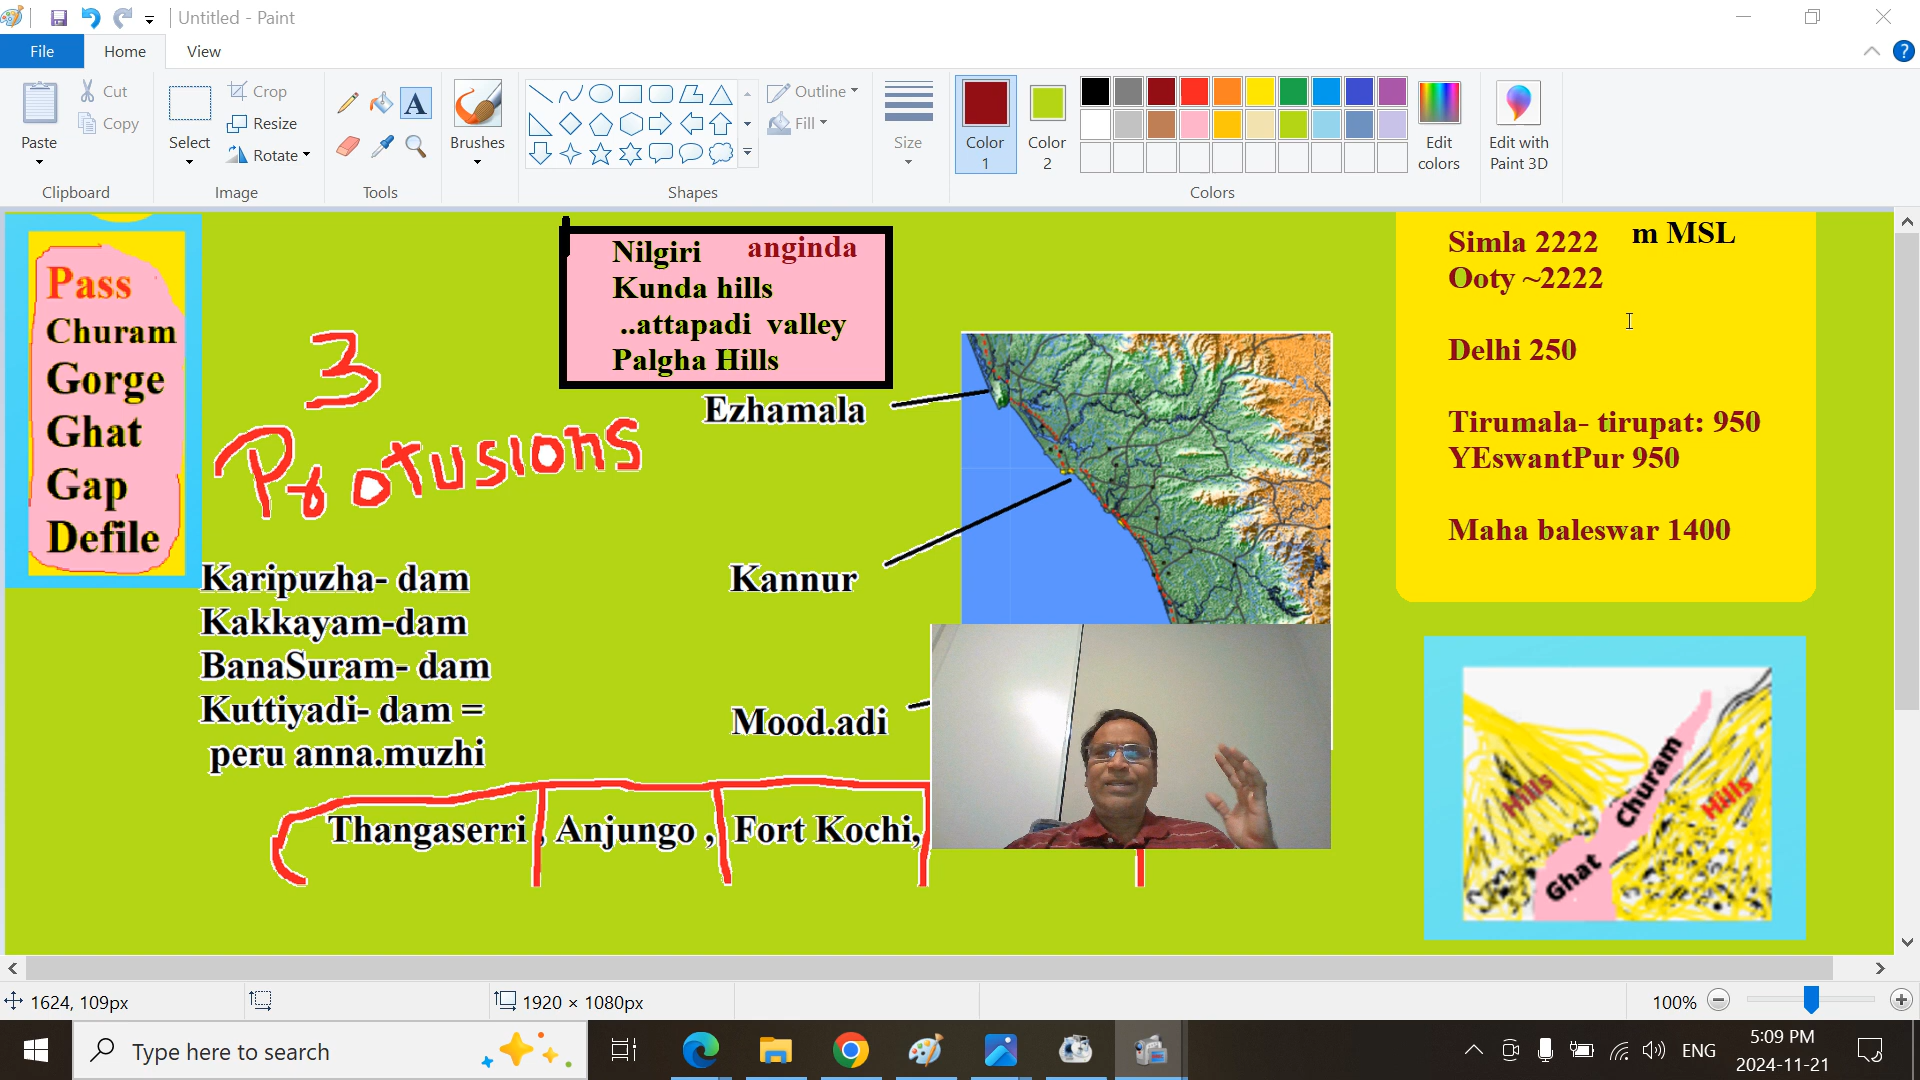 Untitled - Paint
File
Home
View
Paste
Cut
Copy
Clipboard
Select
Crop
Resize
Rotate
Image
A
Tools
Brushes
Outline
Fill
Shapes
Size
Color
1
Color
2
Edit
colors
Colors
Edit with
Paint 3D
?
Pass
Churam
Gorge
Ghat
Gap
Defile
3
Protusions
Nilgiri anginda
Kunda hills
..attapadi valley
Palgha Hills
Ezhamala
Kannur
Mood.adi
Karipuzha- dam
Kakkayam-dam
BanaSuram- dam
Kuttiyadi- dam =
peru anna.muzhi
Thangaserri , Anjungo , Fort Kochi,
Simla 2222 m MSL
Ooty ~2222
Delhi 250
Tirumala- tirupat: 950
YEswantPur 950
Maha baleswar 1400
Hills
Churam
Hills
Ghat
1624, 109px
1920 × 1080px
100%
Type here to search
ENG
5:09 PM
2024-11-21